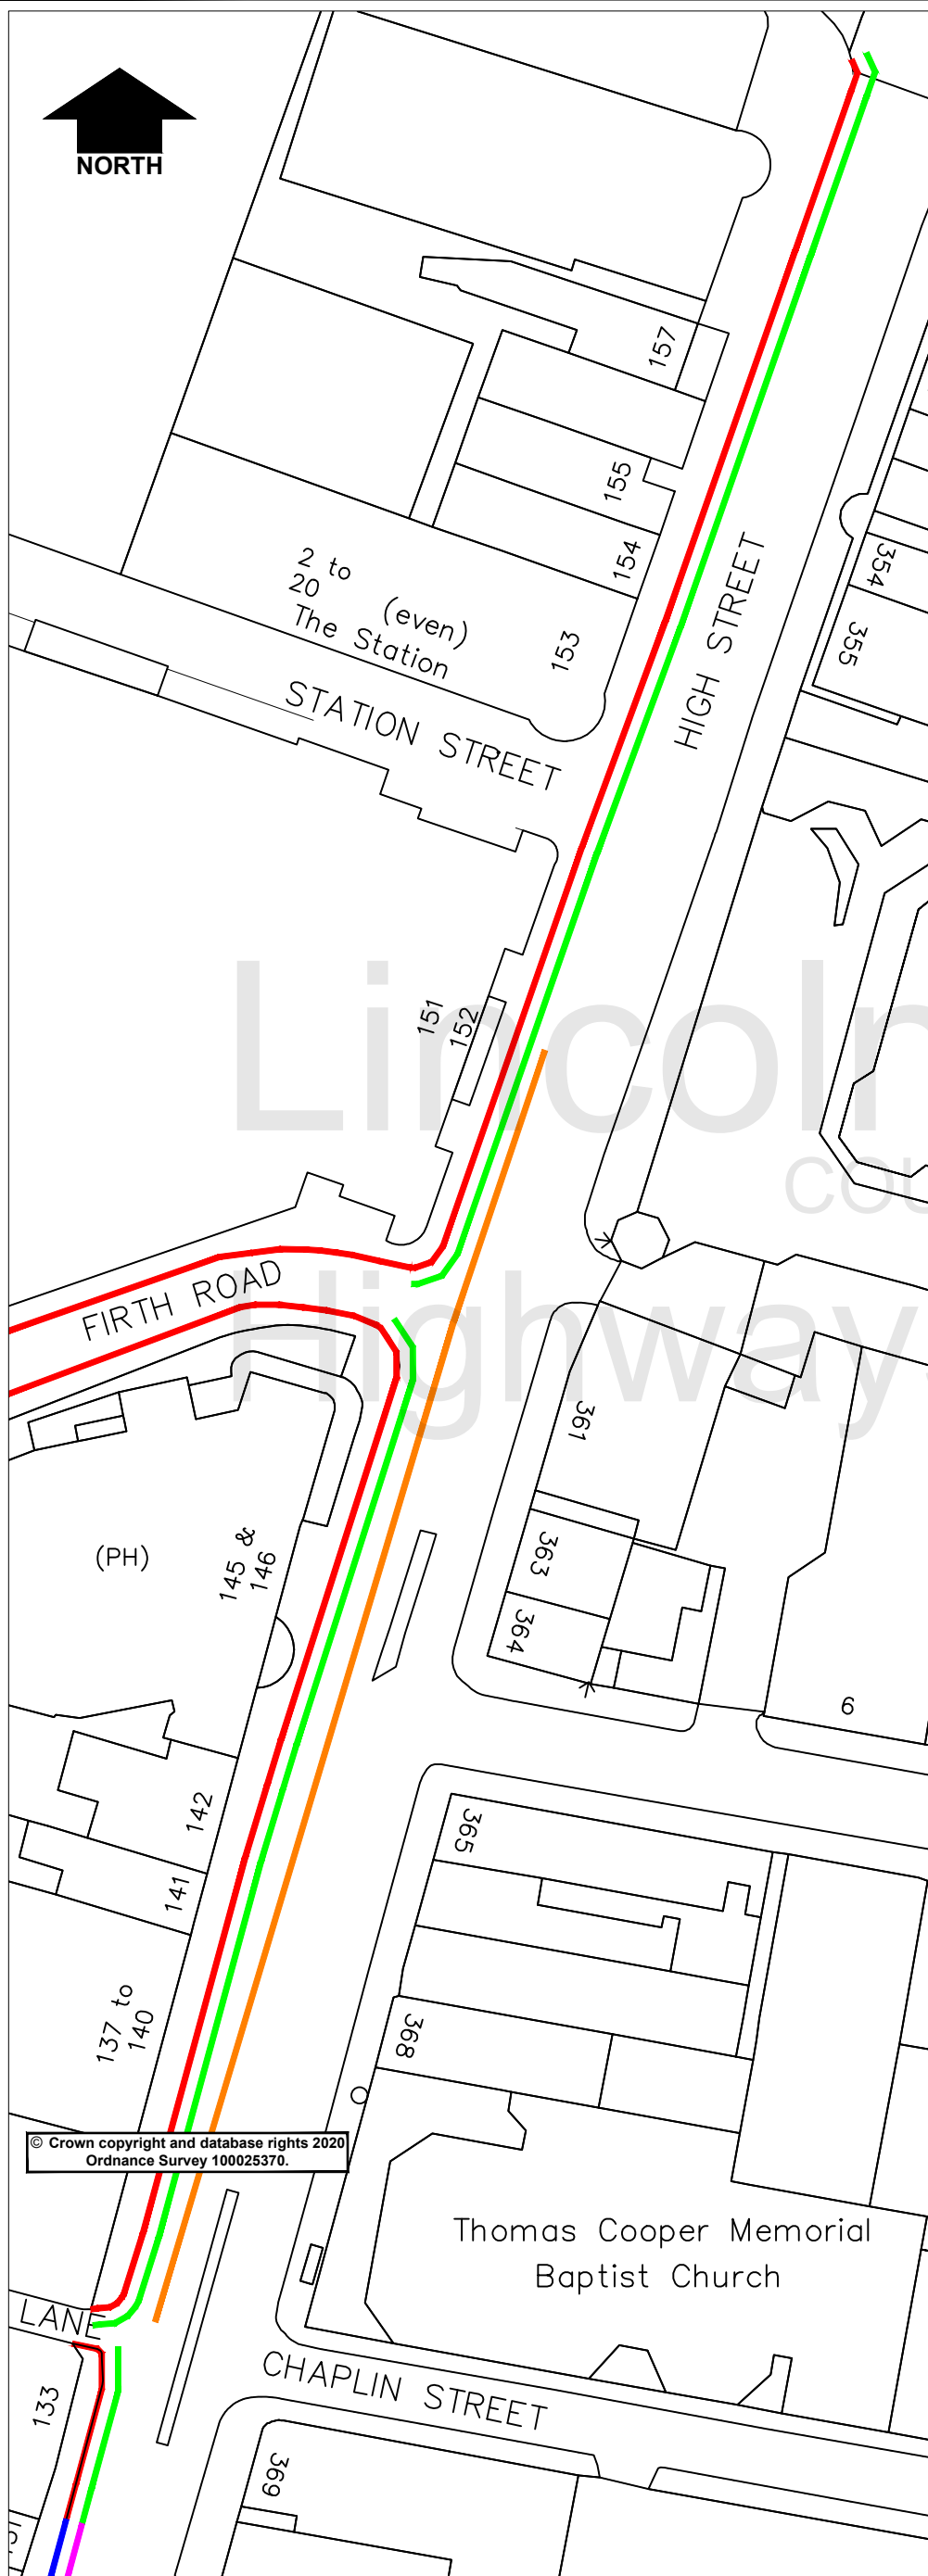 NORTH
157
155
154
153
2 to
20 (even)
The Station
STATION STREET
HIGH STREET
354
355
Lincoln
151
152
COU
FIRTH ROAD
Highways
361
363
364
(PH)
145 &
146
6
142
141
365
137 to
140
368
© Crown copyright and database rights 2020
Ordnance Survey 100025370.
Thomas Cooper Memorial
Baptist Church
LANE
CHAPLIN STREET
133
369